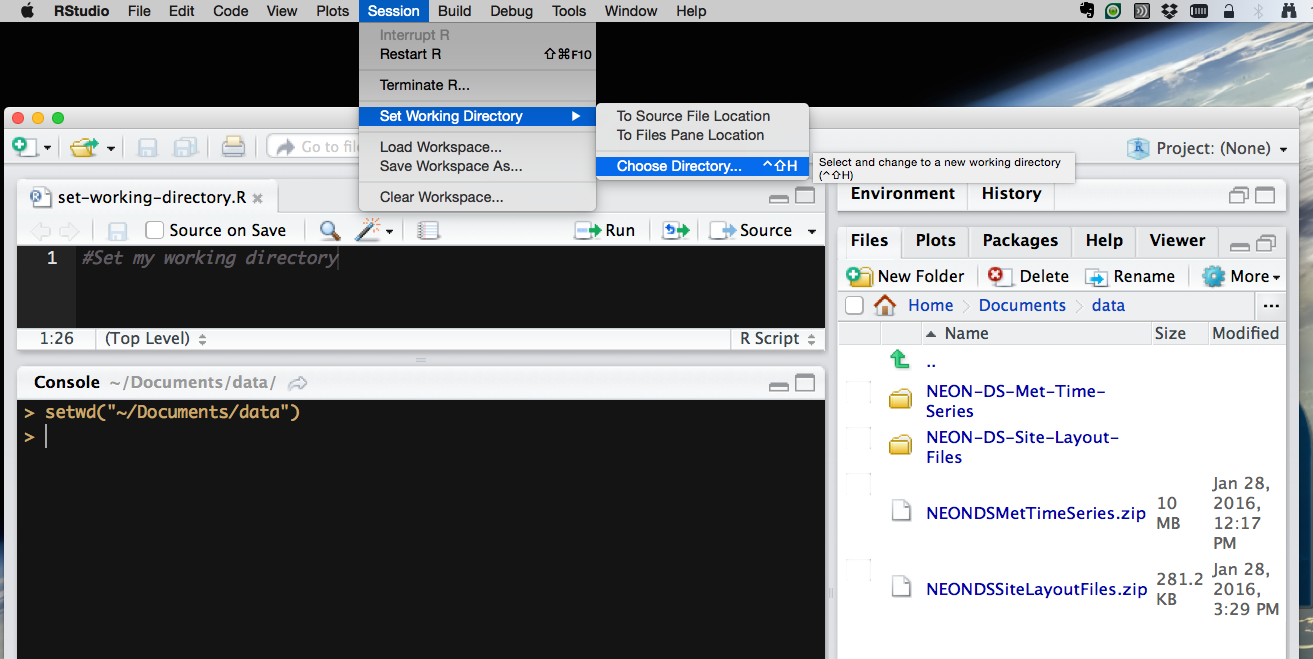 RStudio File Edit Code View Plots Session Build Debug Tools Window Help
Interrupt R
Restart R ⇧⌘F10
Terminate R...
Set Working Directory ▶
To Source File Location
To Files Pane Location
Choose Directory... ^⇧H
Select and change to a new working directory
(^⇧H)
Load Workspace...
Save Workspace As...
Clear Workspace...
Go to file
Project: (None)
set-working-directory.R
Source on Save Run Source
1 #Set my working directory
1:26 (Top Level) R Script
Console ~/Documents/data/
> setwd("~/Documents/data")
>
Environment History
Files Plots Packages Help Viewer
New Folder Delete Rename More
Home Documents data ...
Name Size Modified
..
NEON-DS-Met-Time-
Series
NEON-DS-Site-Layout-
Files
NEONDSMetTimeSeries.zip
10
MB
Jan 28,
2016,
12:17
PM
NEONDSSiteLayoutFiles.zip
281.2
KB
Jan 28,
2016,
3:29 PM